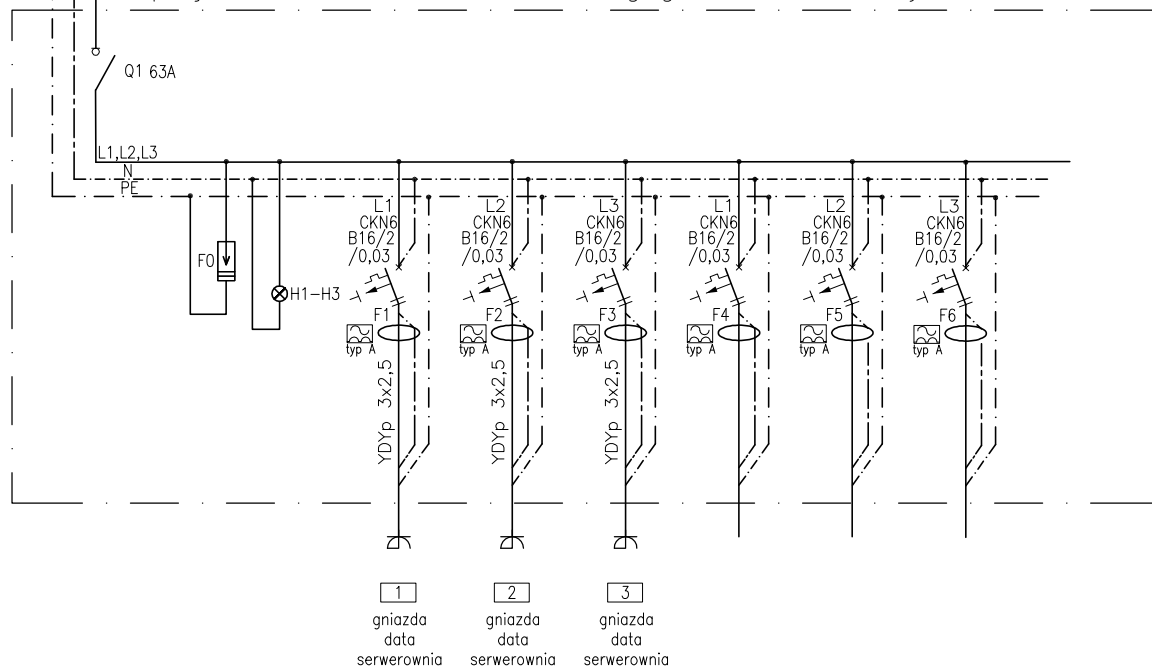 Q1 63A
L1,L2,L3
N
PE
F0
H1-H3
L1
CKN6
B16/2
/0,03
F1
typ A
YDYp 3x2,5
L2
CKN6
B16/2
/0,03
F2
typ A
YDYp 3x2,5
L3
CKN6
B16/2
/0,03
F3
typ A
YDYp 3x2,5
L1
CKN6
B16/2
/0,03
F4
typ A
L2
CKN6
B16/2
/0,03
F5
typ A
L3
CKN6
B16/2
/0,03
F6
typ A
1
gniazda
data
serwerownia
2
gniazda
data
serwerownia
3
gniazda
data
serwerownia